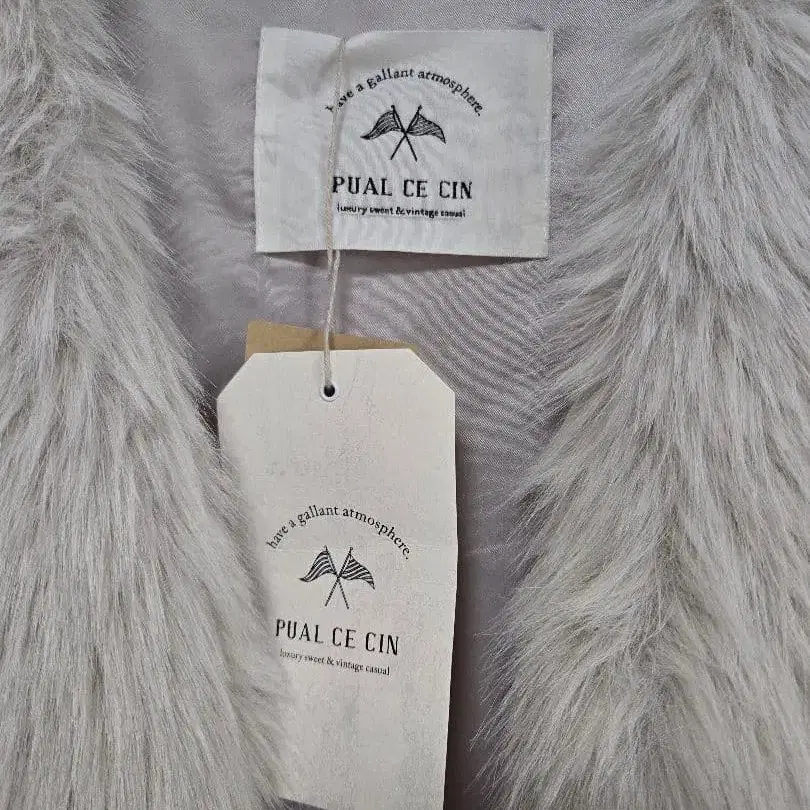 have a gallant atmosphere.
PUAL CE CIN
luxury sweet & vintage casual
have a gallant atmosphere.
PUAL CE CIN
luxury sweet & vintage casual